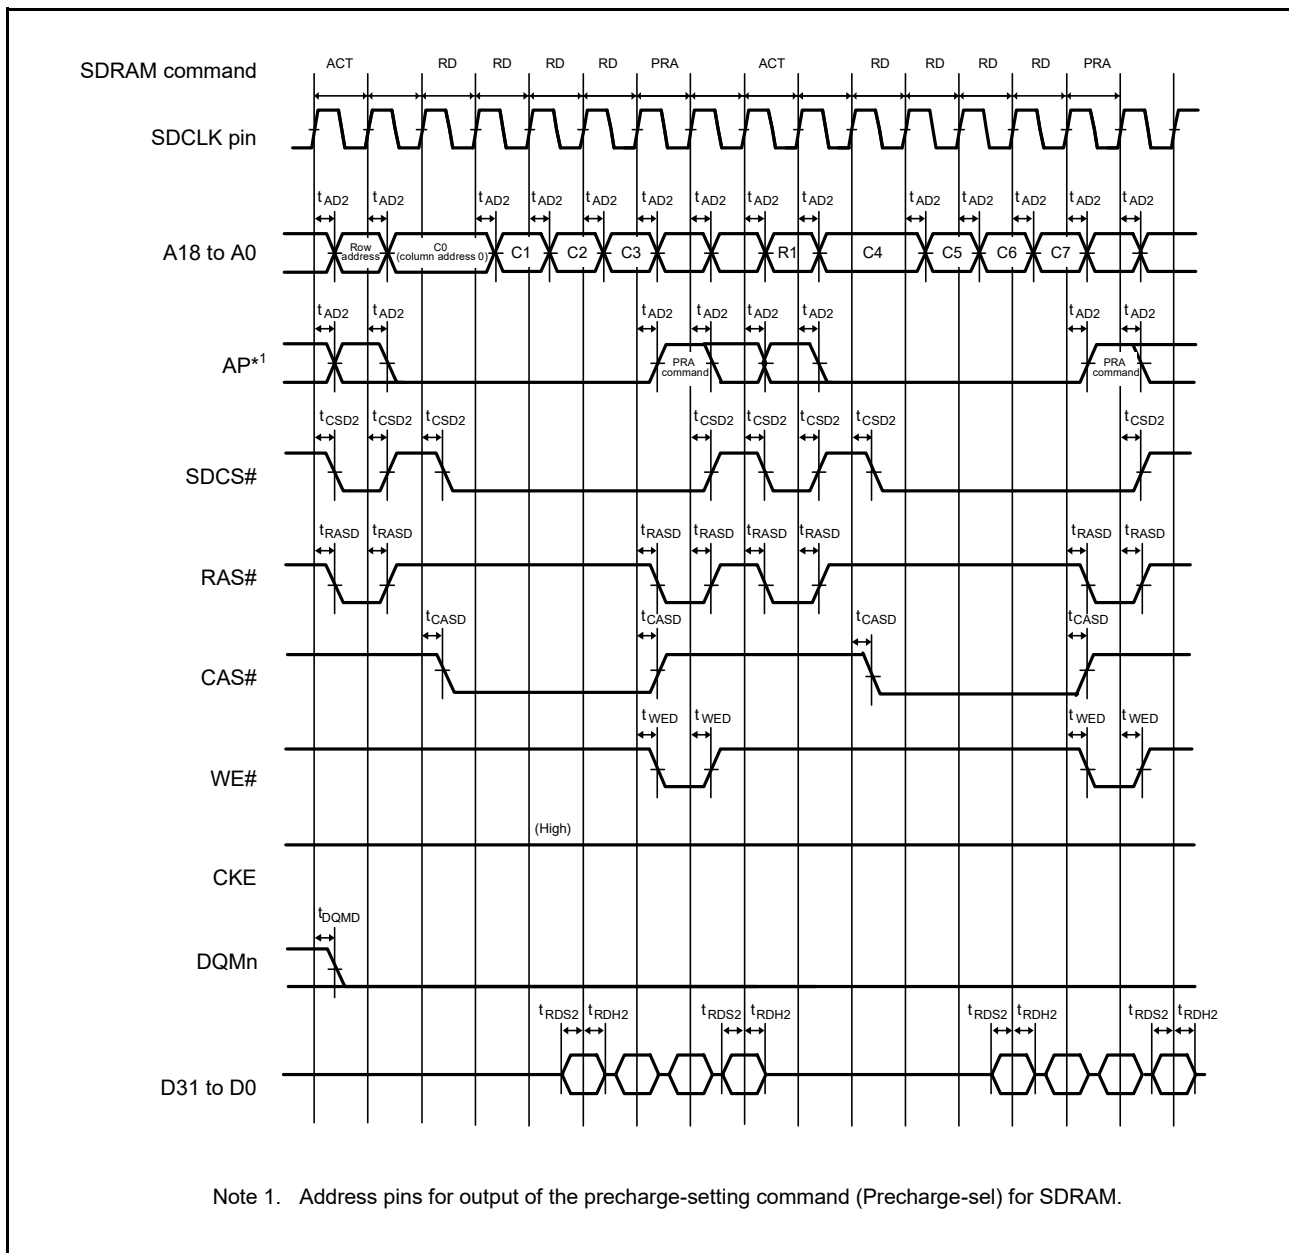 SDRAM command ACT RD RD RD RD PRA ACT RD RD RD RD PRA
SDCLK pin
tAD2 tAD2 tAD2 tAD2 tAD2 tAD2 tAD2 tAD2 tAD2 tAD2 tAD2 tAD2 tAD2 tAD2
A18 to A0 Row address C0 (column address 0) C1 C2 C3 R1 C4 C5 C6 C7
tAD2 tAD2 tAD2 tAD2 tAD2 tAD2 tAD2 tAD2
AP*1 PRA command PRA command
tCSD2 tCSD2 tCSD2 tCSD2 tCSD2 tCSD2 tCSD2 tCSD2
SDCS#
tRASD tRASD tRASD tRASD tRASD tRASD tRASD tRASD
RAS#
tCASD tCASD tCASD tCASD
CAS#
tWED tWED tWED tWED
WE#
(High)
CKE
tDQMD
DQMn
tRDS2 tRDH2 tRDS2 tRDH2 tRDS2 tRDH2 tRDS2 tRDH2
D31 to D0
Note 1. Address pins for output of the precharge-setting command (Precharge-sel) for SDRAM.